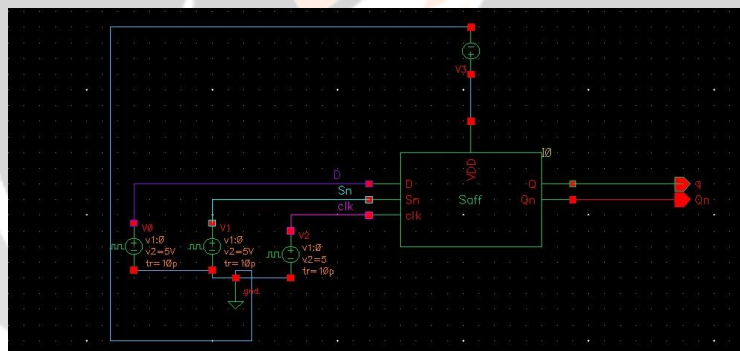 V3
I0
VDD
D
D
Q
q
Sn
Sn
Saff
Qn
Qn
clk
clk
V0
v1:0
v2=5V
tr=10p
V1
v1:0
v2=5V
tr=10p
V2
v1:0
v2=5
tr=10p
gnd